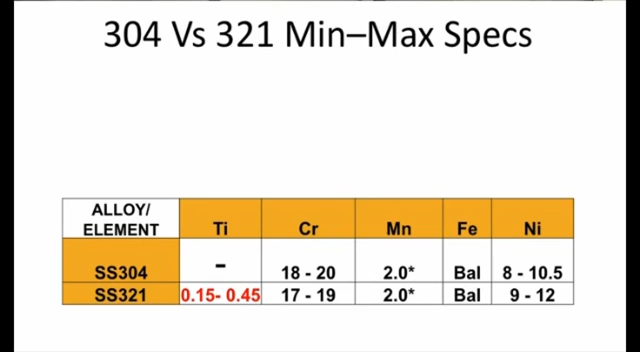 304 Vs 321 Min–Max Specs
ALLOY/ ELEMENT Ti Cr Mn Fe Ni
SS304 - 18 - 20 2.0* Bal 8 - 10.5
SS321 0.15- 0.45 17 - 19 2.0* Bal 9 - 12